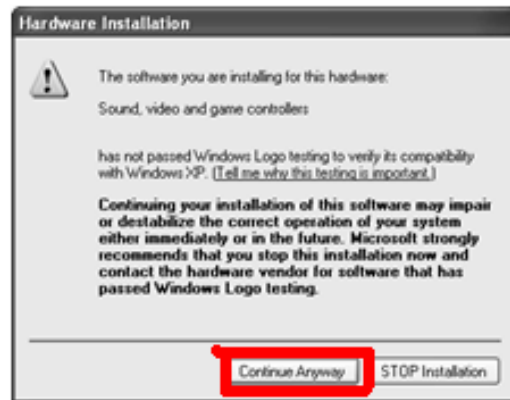 Hardware Installation
The software you are installing for this hardware:
Sound, video and game controllers
has not passed Windows Logo testing to verify its compatibility
with Windows XP. (Tell me why this testing is important.)
Continuing your installation of this software may impair
or destabilize the correct operation of your system
either immediately or in the future. Microsoft strongly
recommends that you stop this installation now and
contact the hardware vendor for software that has
passed Windows Logo testing.
Continue Anyway STOP Installation